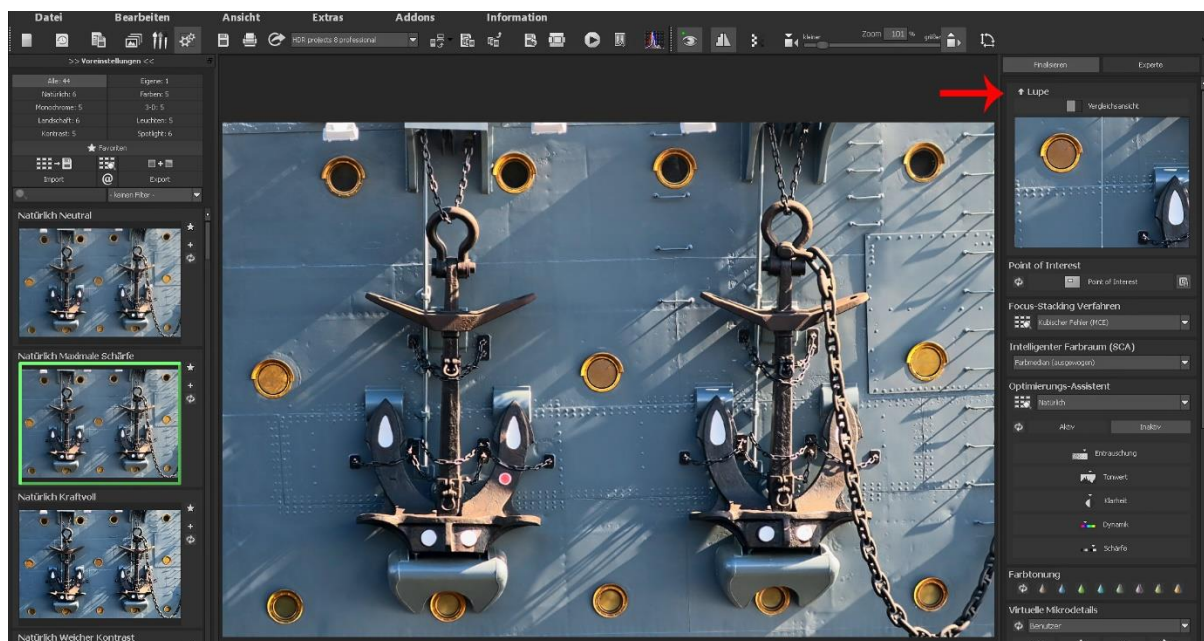 Datei Bearbeiten Ansicht Extras Addons Information
HDR projects 8 professional
kleiner Zoom 101 % größer
>> Voreinstellungen <<
Alle: 44 Eigene: 1
Natürlich: 6 Farben: 5
Monochrome: 5 3-D: 5
Landschaft: 6 Leuchten: 5
Kontrast: 5 Spotlight: 6
Favoriten
Import @ Export
- keinen Filter -
Natürlich Neutral
Natürlich Maximale Schärfe
Natürlich Kraftvoll
Natürlich Weicher Kontrast
Finalisieren Experte
Lupe
Vergleichsansicht
Point of Interest
Point of Interest
Focus-Stacking Verfahren
Kubischer Fehler (MCE)
Intelligenter Farbraum (SCA)
Farbmedian (ausgewogen)
Optimierungs-Assistent
Natürlich
Aktiv Inaktiv
Entrauschung
Tonwert
Klarheit
Dynamik
Schärfe
Farbtonung
Virtuelle Mikrodetails
Benutzer